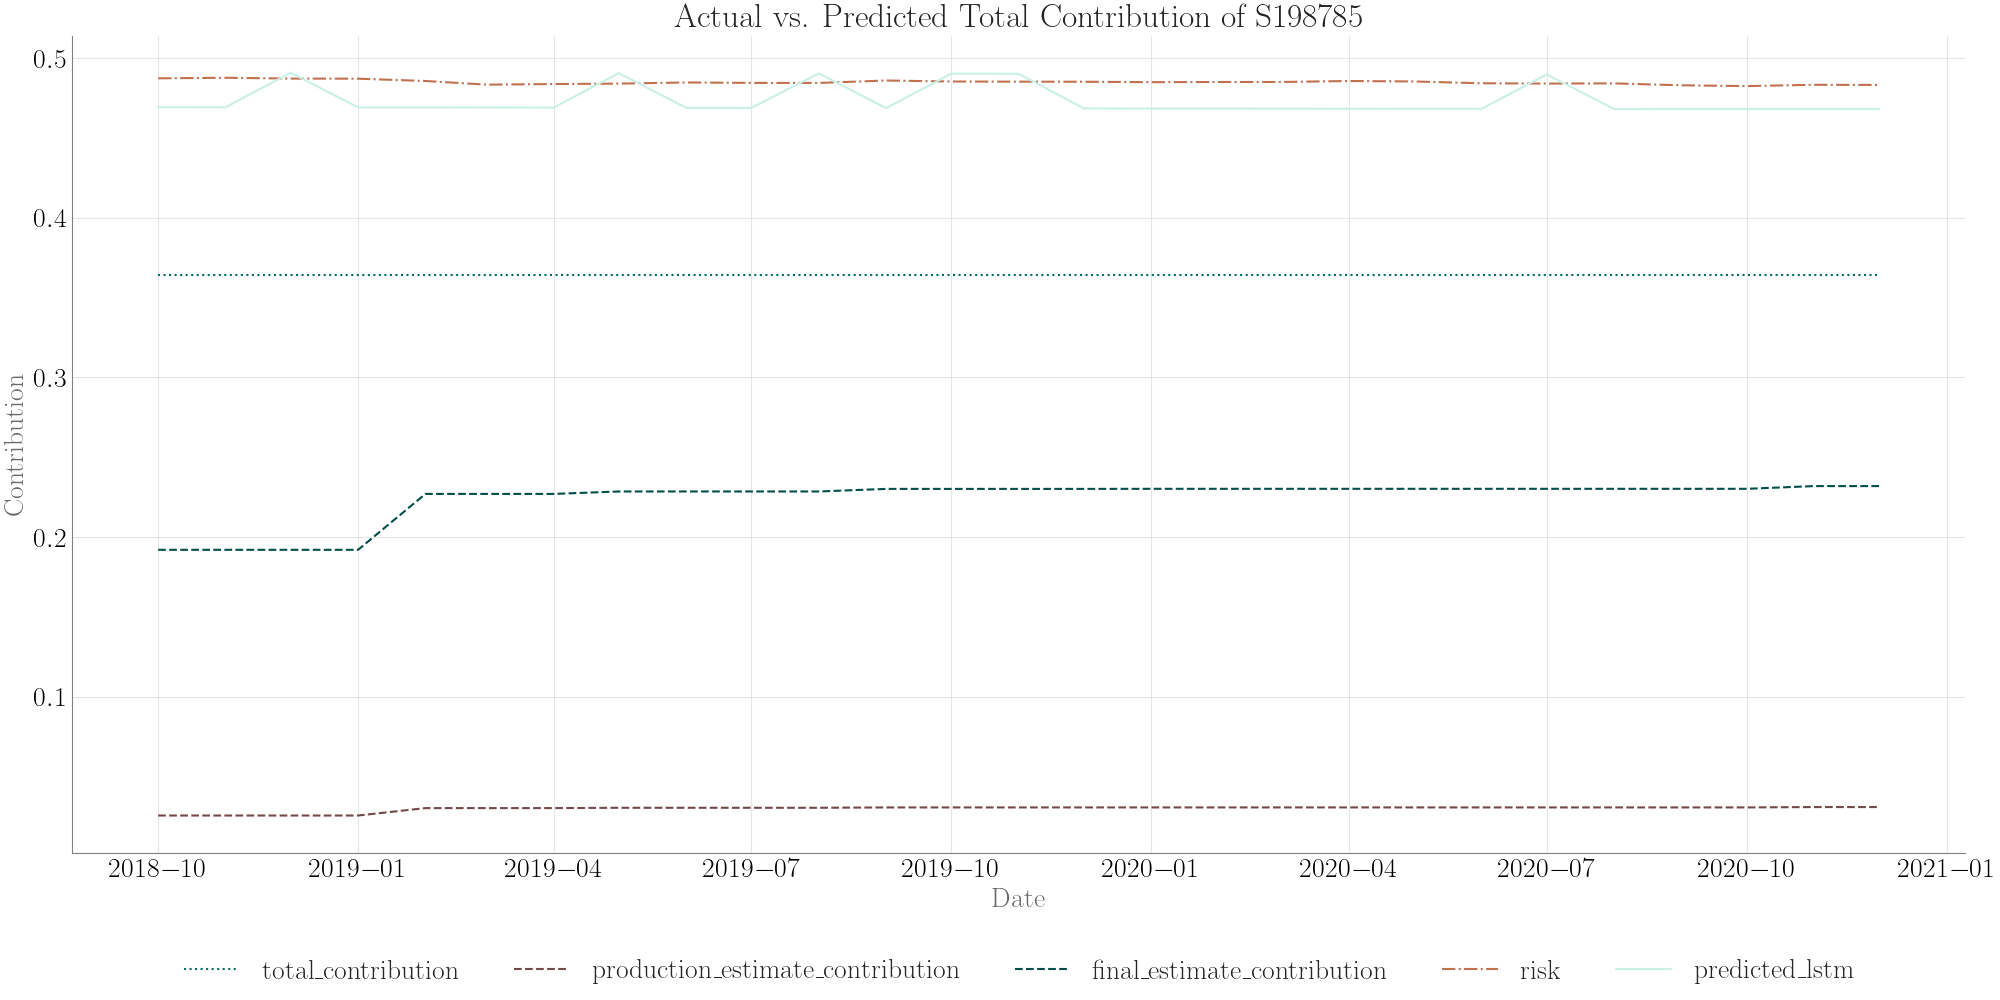 Actual vs. Predicted Total Contribution of S198785
0.5
0.4
0.3
0.2
0.1
Contribution
2018–10 2019–01 2019–04 2019–07 2019–10 2020–01 2020–04 2020–07 2020–10 2021–01
Date
total_contribution production_estimate_contribution final_estimate_contribution risk predicted_lstm